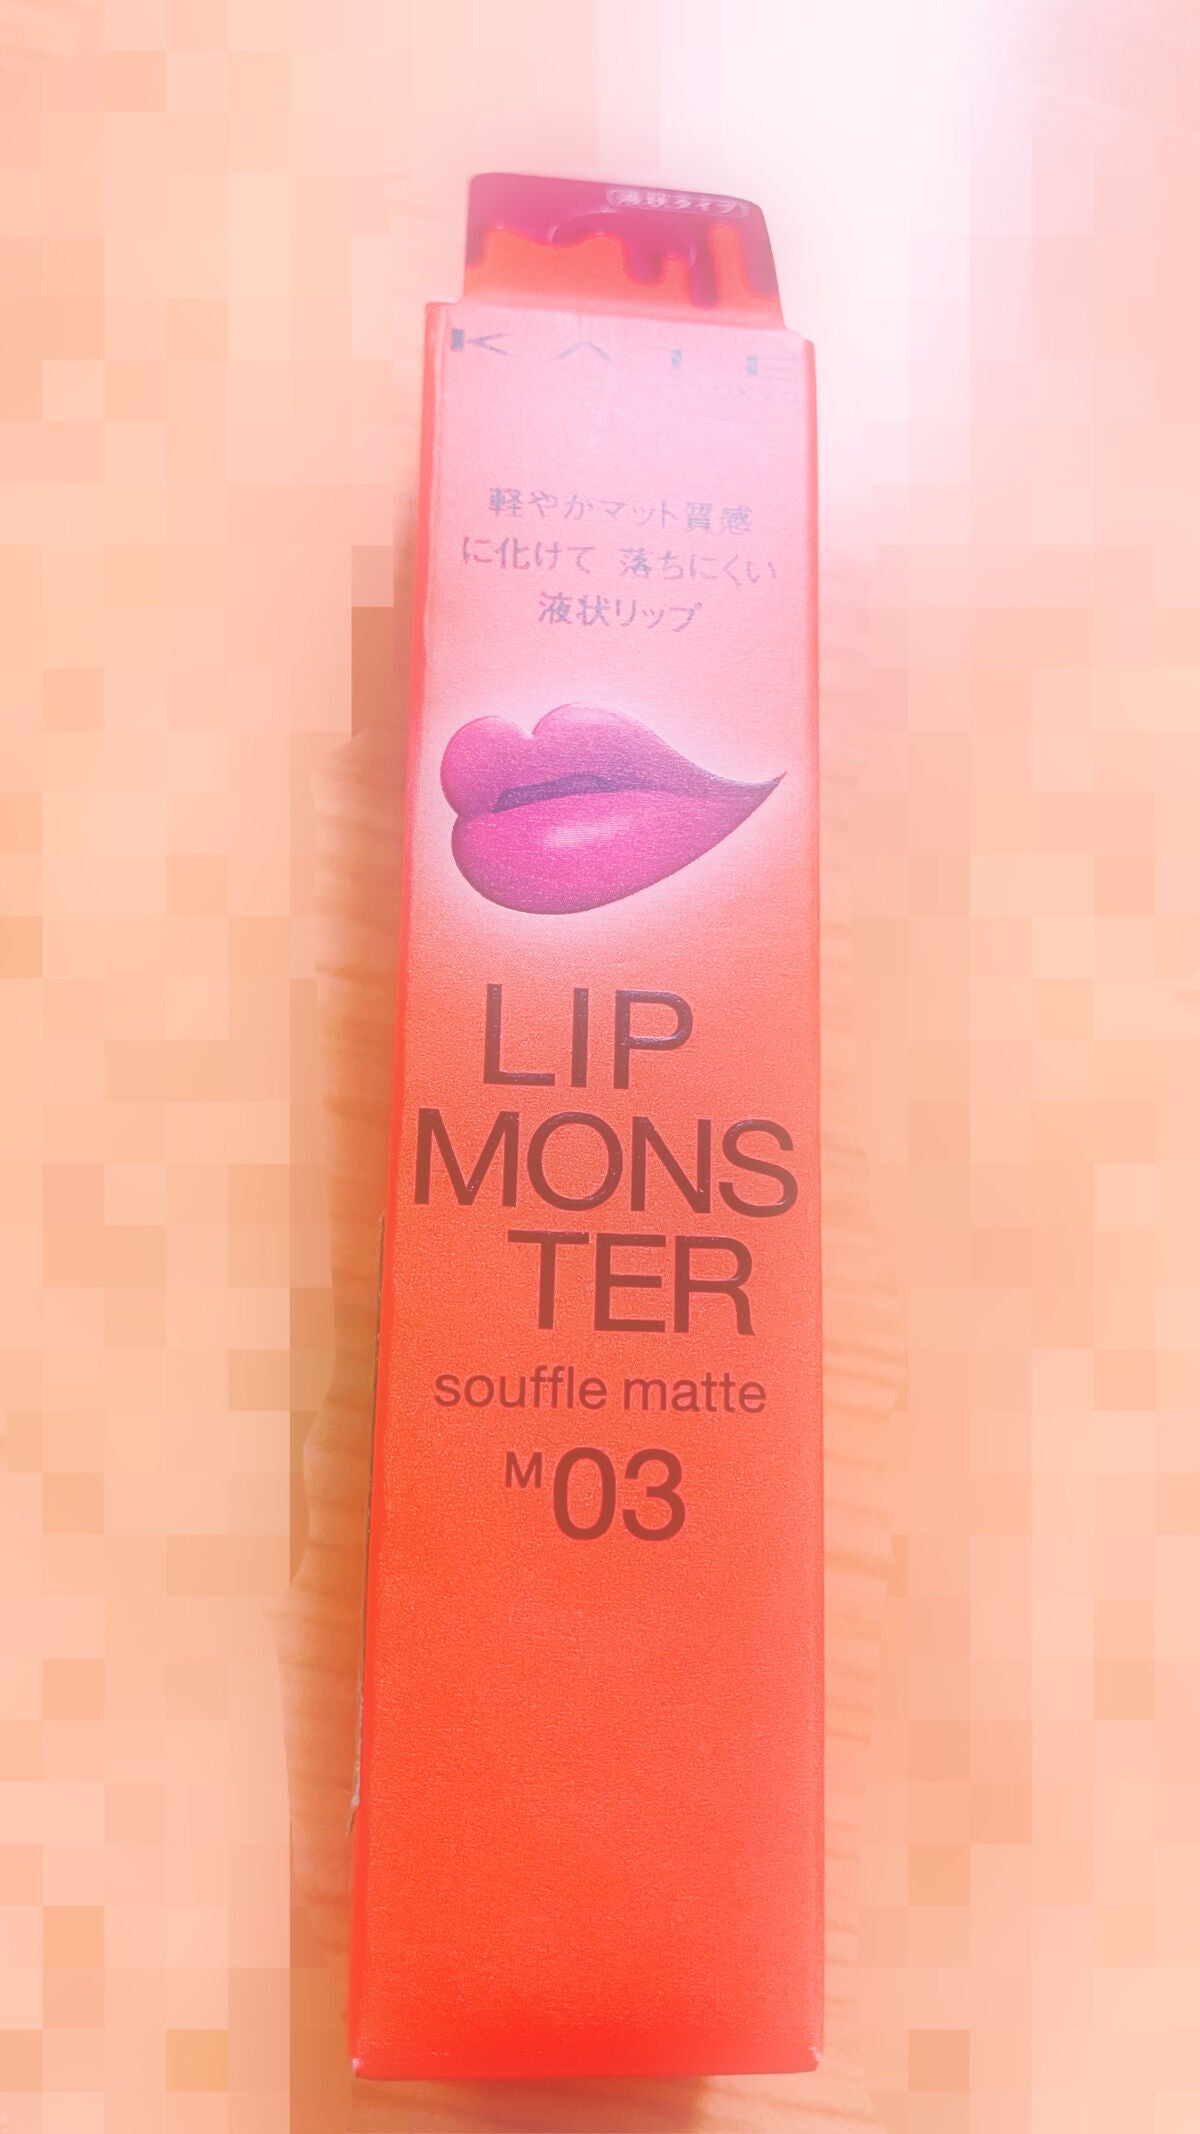 液状タイプ
KATE
TOKYO
軽やかマット質感
に化けて 落ちにくい
液状リップ
LIP
MONS
TER
souffle matte
M03